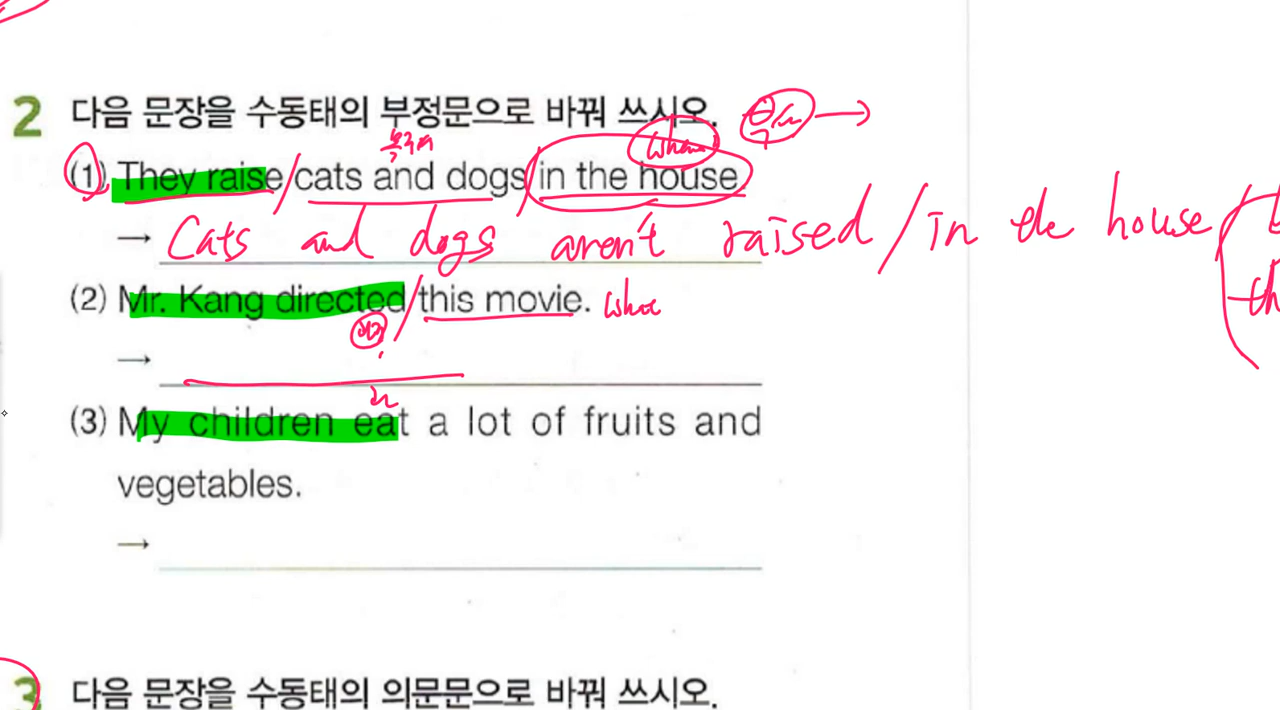 2 다음 문장을 수동태의 부정문으로 바꿔 쓰시오.
(1) They raise / cats and dogs / in the house.
→ Cats and dogs aren't raised / in the house
(2) Mr. Kang directed / this movie.
→
(3) My children eat a lot of fruits and
vegetables.
→
3 다음 문장을 수동태의 의문문으로 바꿔 쓰시오.